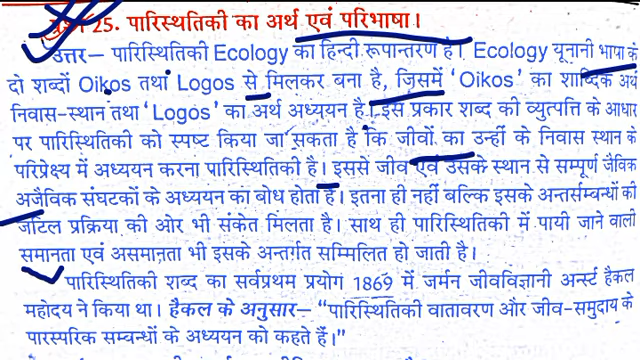 प्रश्न 25. पारिस्थितिकी का अर्थ एवं परिभाषा।
उत्तर— पारिस्थितिकी Ecology का हिन्दी रूपान्तरण है। Ecology यूनानी भाषा के
दो शब्दों Oikos तथा Logos से मिलकर बना है, जिसमें ‘Oikos’ का शाब्दिक अर्थ
निवास-स्थान तथा ‘Logos’ का अर्थ अध्ययन है। इस प्रकार शब्द की व्युत्पत्ति के आधार
पर पारिस्थितिकी को स्पष्ट किया जा सकता है कि जीवों का उन्हीं के निवास स्थान के
परिप्रेक्ष्य में अध्ययन करना पारिस्थितिकी है। इससे जीव एवं उसके स्थान से सम्पूर्ण जैविक
अजैविक संघटकों के अध्ययन का बोध होता है। इतना ही नहीं बल्कि इसके अन्तर्सम्बन्धों की
जटिल प्रक्रिया की ओर भी संकेत मिलता है। साथ ही पारिस्थितिकी में पायी जाने वाली
समानता एवं असमानता भी इसके अन्तर्गत सम्मिलित हो जाती है।
पारिस्थितिकी शब्द का सर्वप्रथम प्रयोग 1869 में जर्मन जीवविज्ञानी अर्न्स्ट हैकल
महोदय ने किया था। हैकल के अनुसार— “पारिस्थितिकी वातावरण और जीव-समुदाय के
पारस्परिक सम्बन्धों के अध्ययन को कहते हैं।”